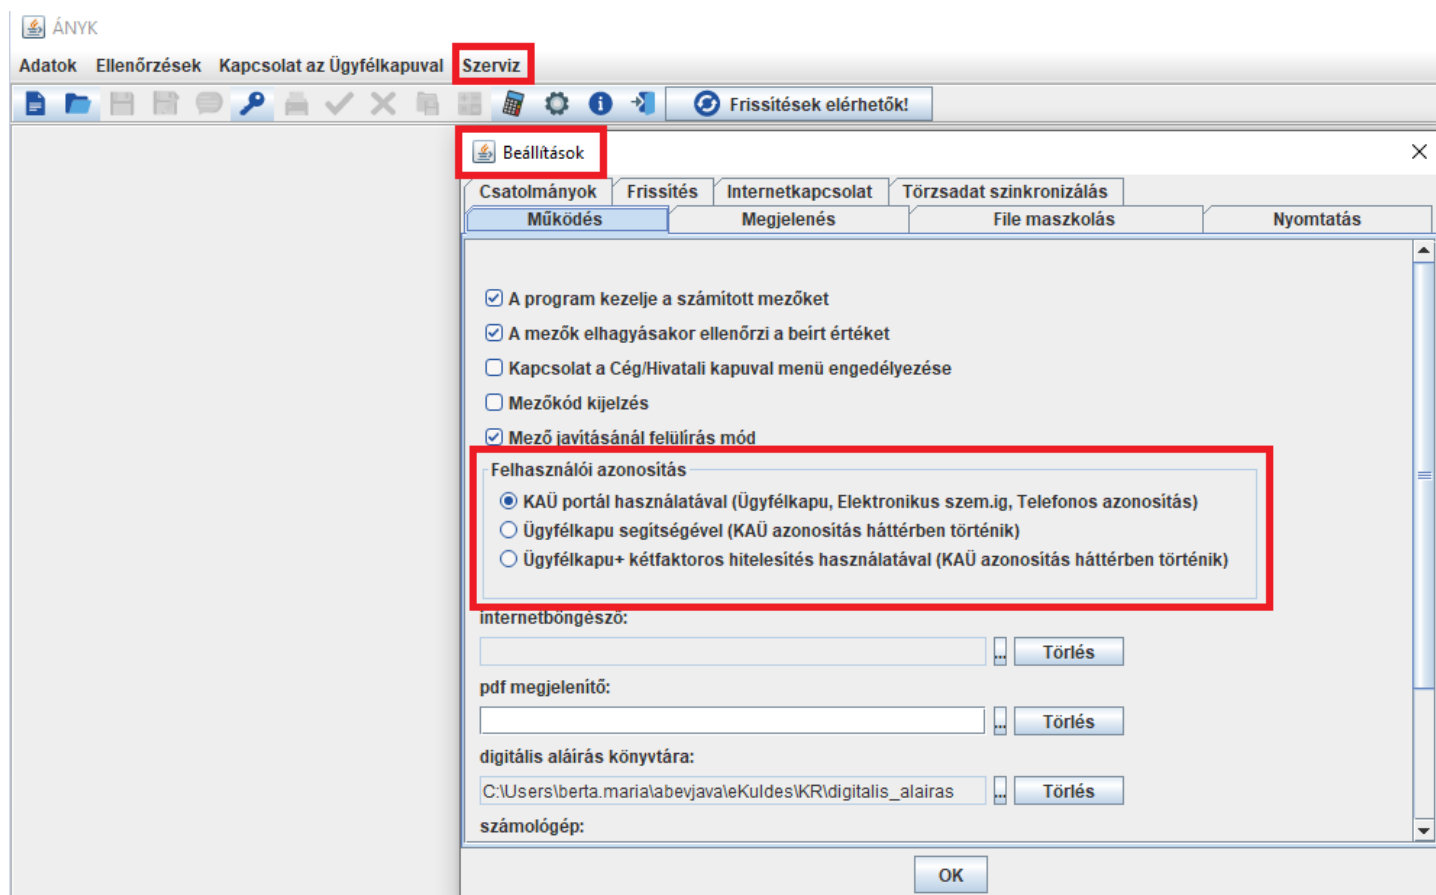 ÁNYK
Adatok Ellenőrzések Kapcsolat az Ügyfélkapuval Szerviz
Frissítések elérhetők!
Beállítások
Csatolmányok Frissítés Internetkapcsolat Törzsadat szinkronizálás
Működés Megjelenés File maszkolás Nyomtatás
A program kezelje a számított mezőket
A mezők elhagyásakor ellenőrzi a beírt értéket
Kapcsolat a Cég/Hivatali kapuval menü engedélyezése
Mezőkód kijelzés
Mező javításánál felülírás mód
Felhasználói azonosítás
KAÜ portál használatával (Ügyfélkapu, Elektronikus szem.ig, Telefonos azonosítás)
Ügyfélkapu segítségével (KAÜ azonosítás háttérben történik)
Ügyfélkapu+ kétfaktoros hitelesítés használatával (KAÜ azonosítás háttérben történik)
internetböngésző:
... Törlés
pdf megjelenítő:
... Törlés
digitális aláírás könyvtára:
C:\Users\berta.maria\abevjava\eKuldes\KR\digitalis_alairas ... Törlés
számológép:
OK